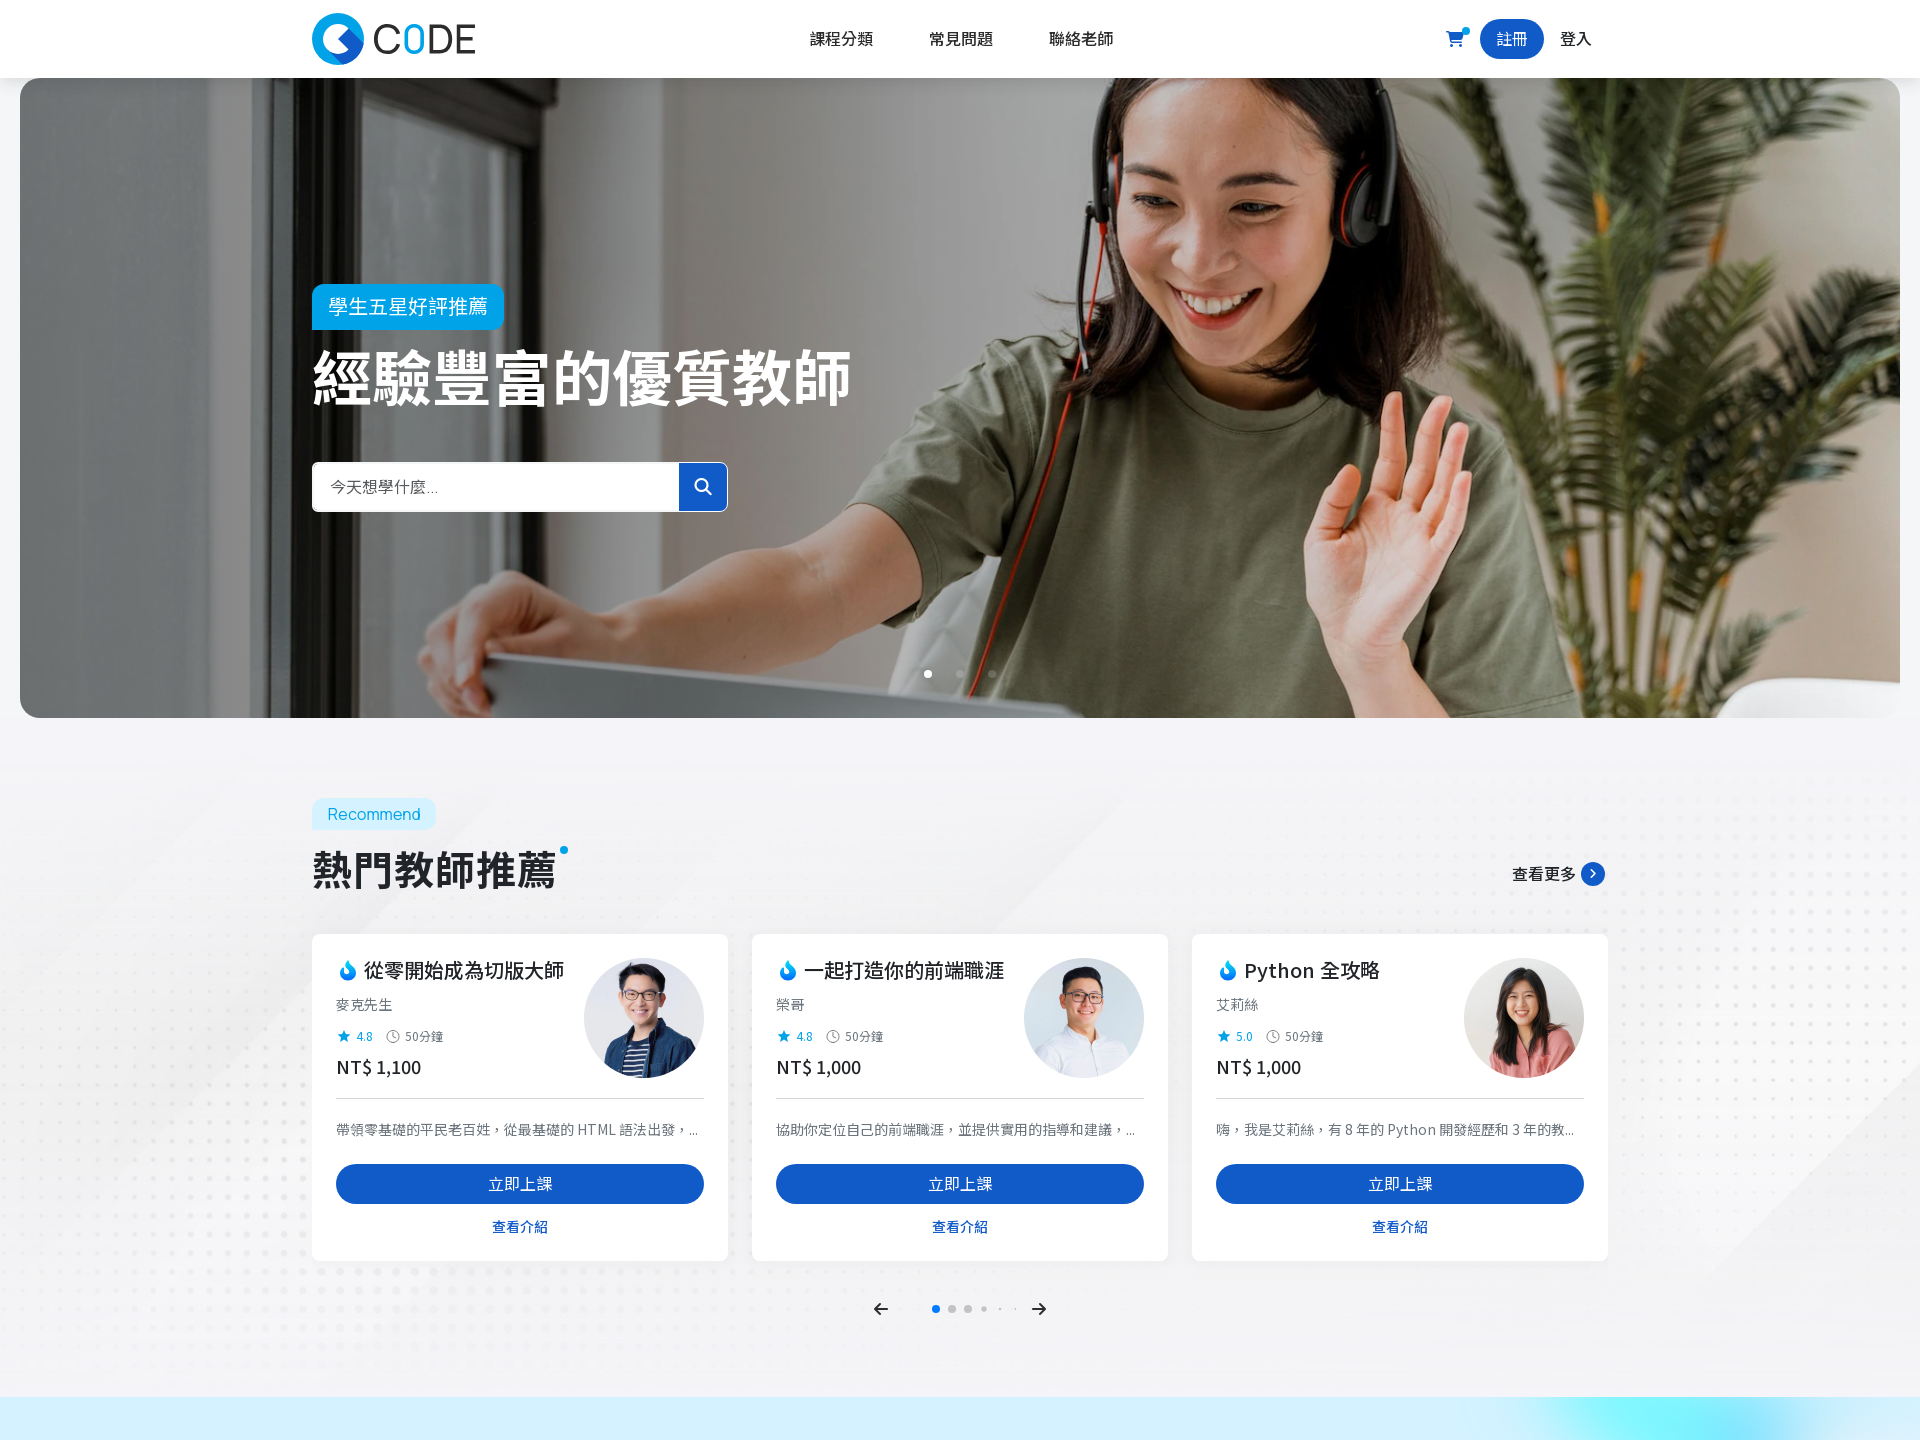 CODE
課程分類
常見問題
聯絡老師
註冊
登入
學生五星好評推薦
經驗豐富的優質教師
今天想學什麼...
Recommend
熱門教師推薦
查看更多
從零開始成為切版大師
麥克先生
4.8 50分鐘
NT$ 1,100
帶領零基礎的平民老百姓，從最基礎的 HTML 語法出發，...
立即上課
查看介紹
一起打造你的前端職涯
榮哥
4.8 50分鐘
NT$ 1,000
協助你定位自己的前端職涯，並提供實用的指導和建議，...
立即上課
查看介紹
Python 全攻略
艾莉絲
5.0 50分鐘
NT$ 1,000
嗨，我是艾莉絲，有 8 年的 Python 開發經歷和 3 年的教...
立即上課
查看介紹